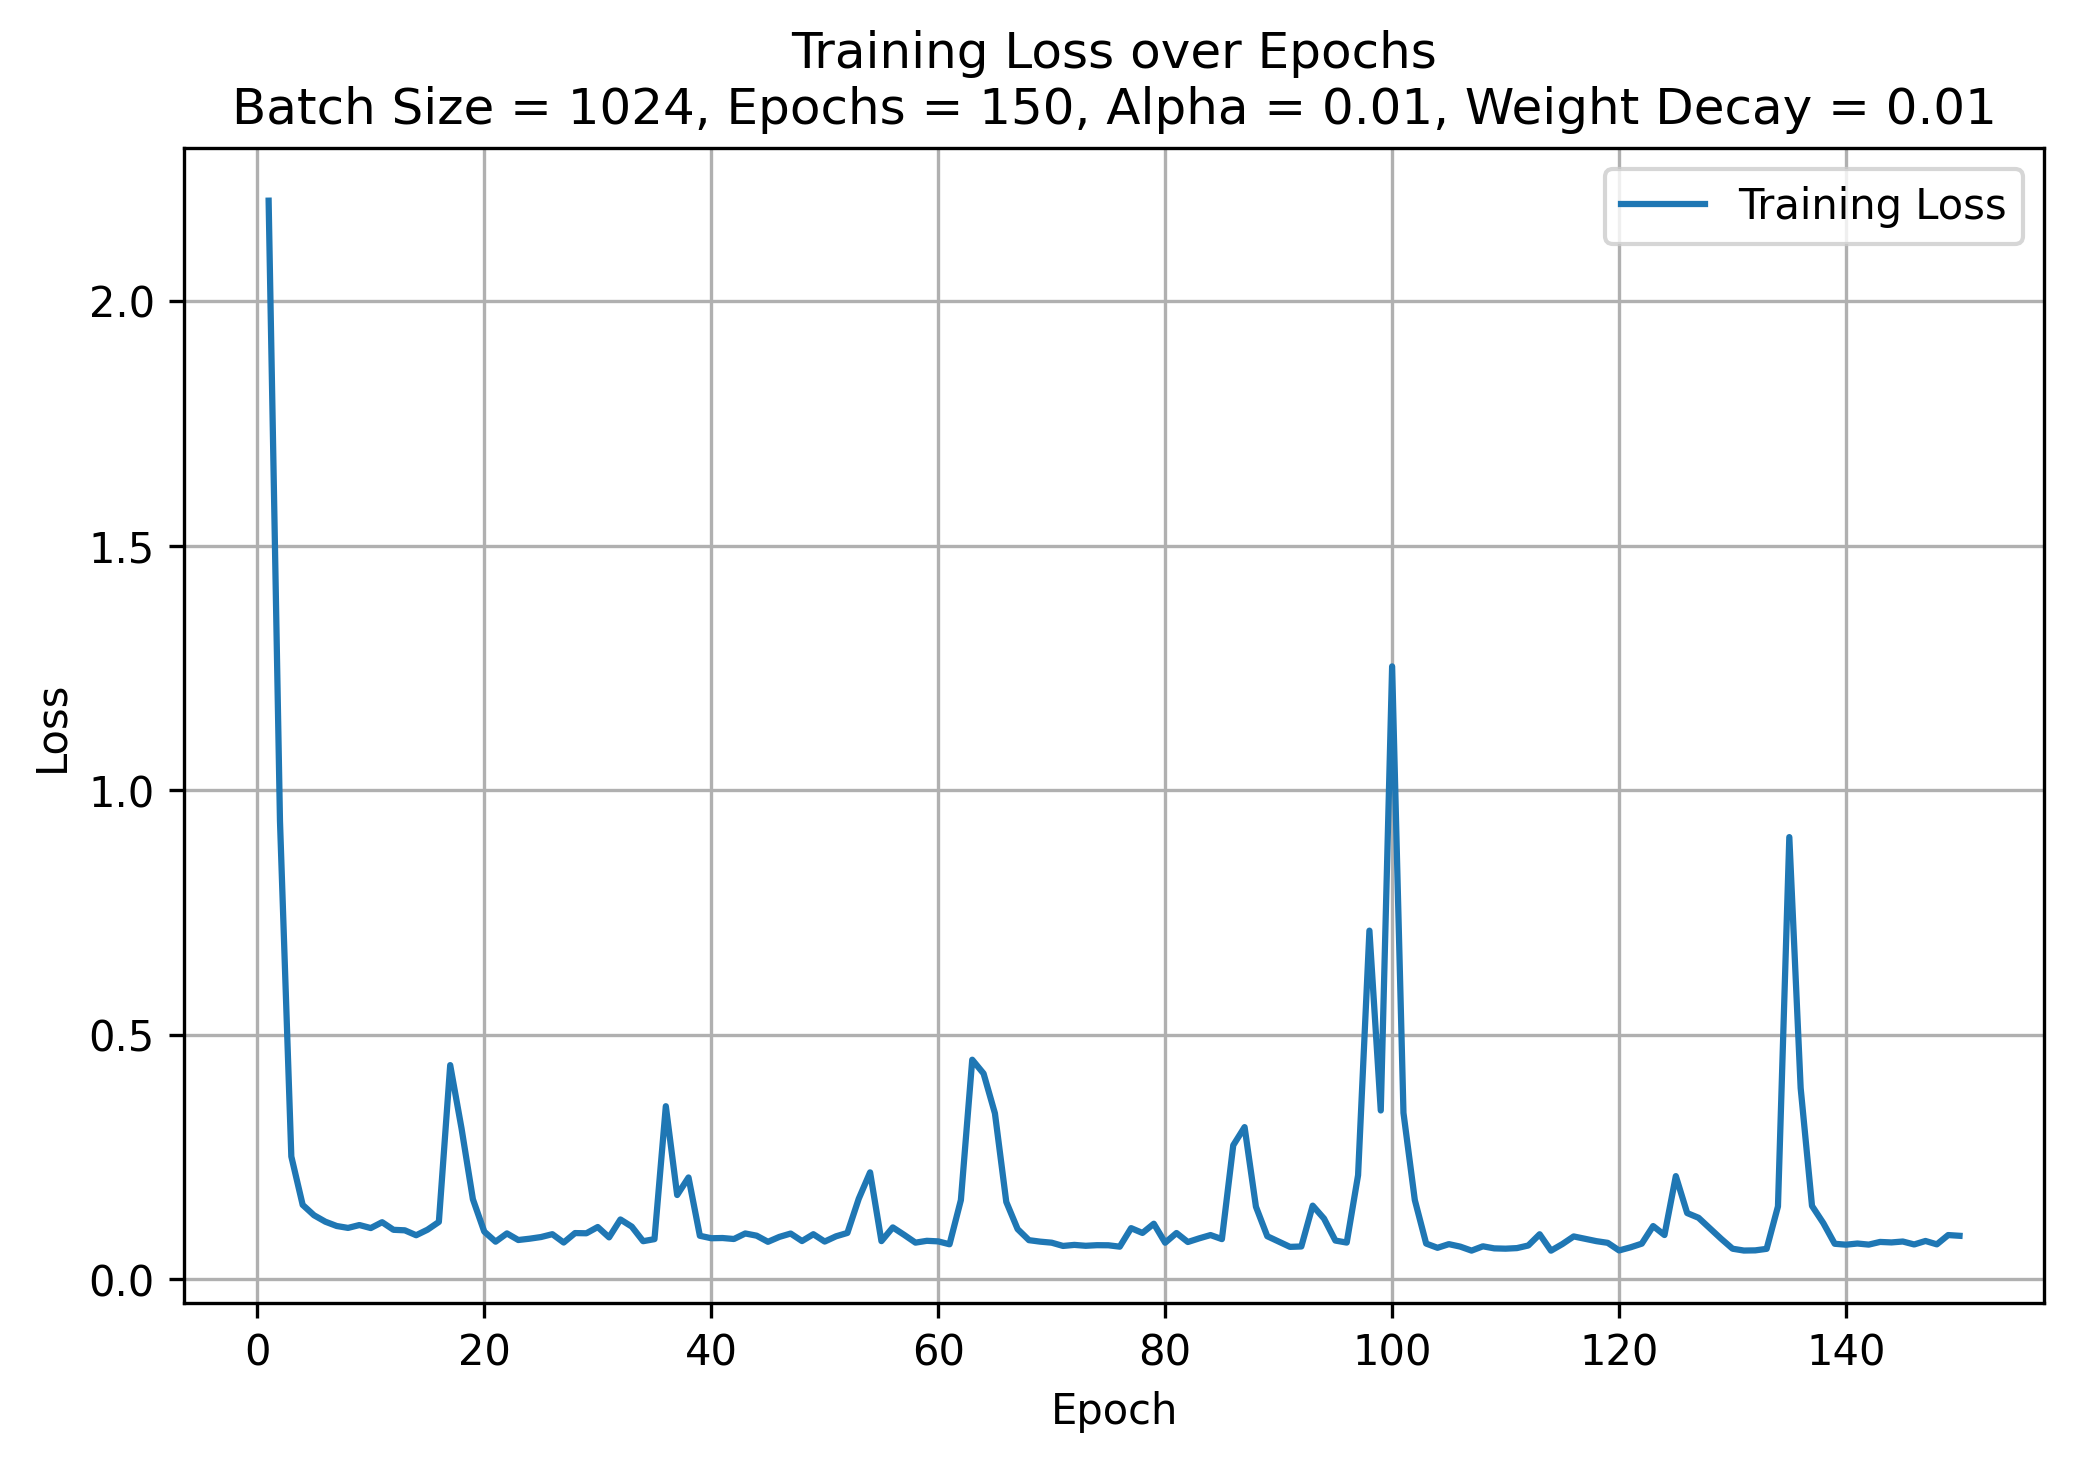 Training Loss over Epochs
Batch Size = 1024, Epochs = 150, Alpha = 0.01, Weight Decay = 0.01
Training Loss
2.0
1.5
1.0
0.5
0.0
Loss
0 20 40 60 80 100 120 140
Epoch